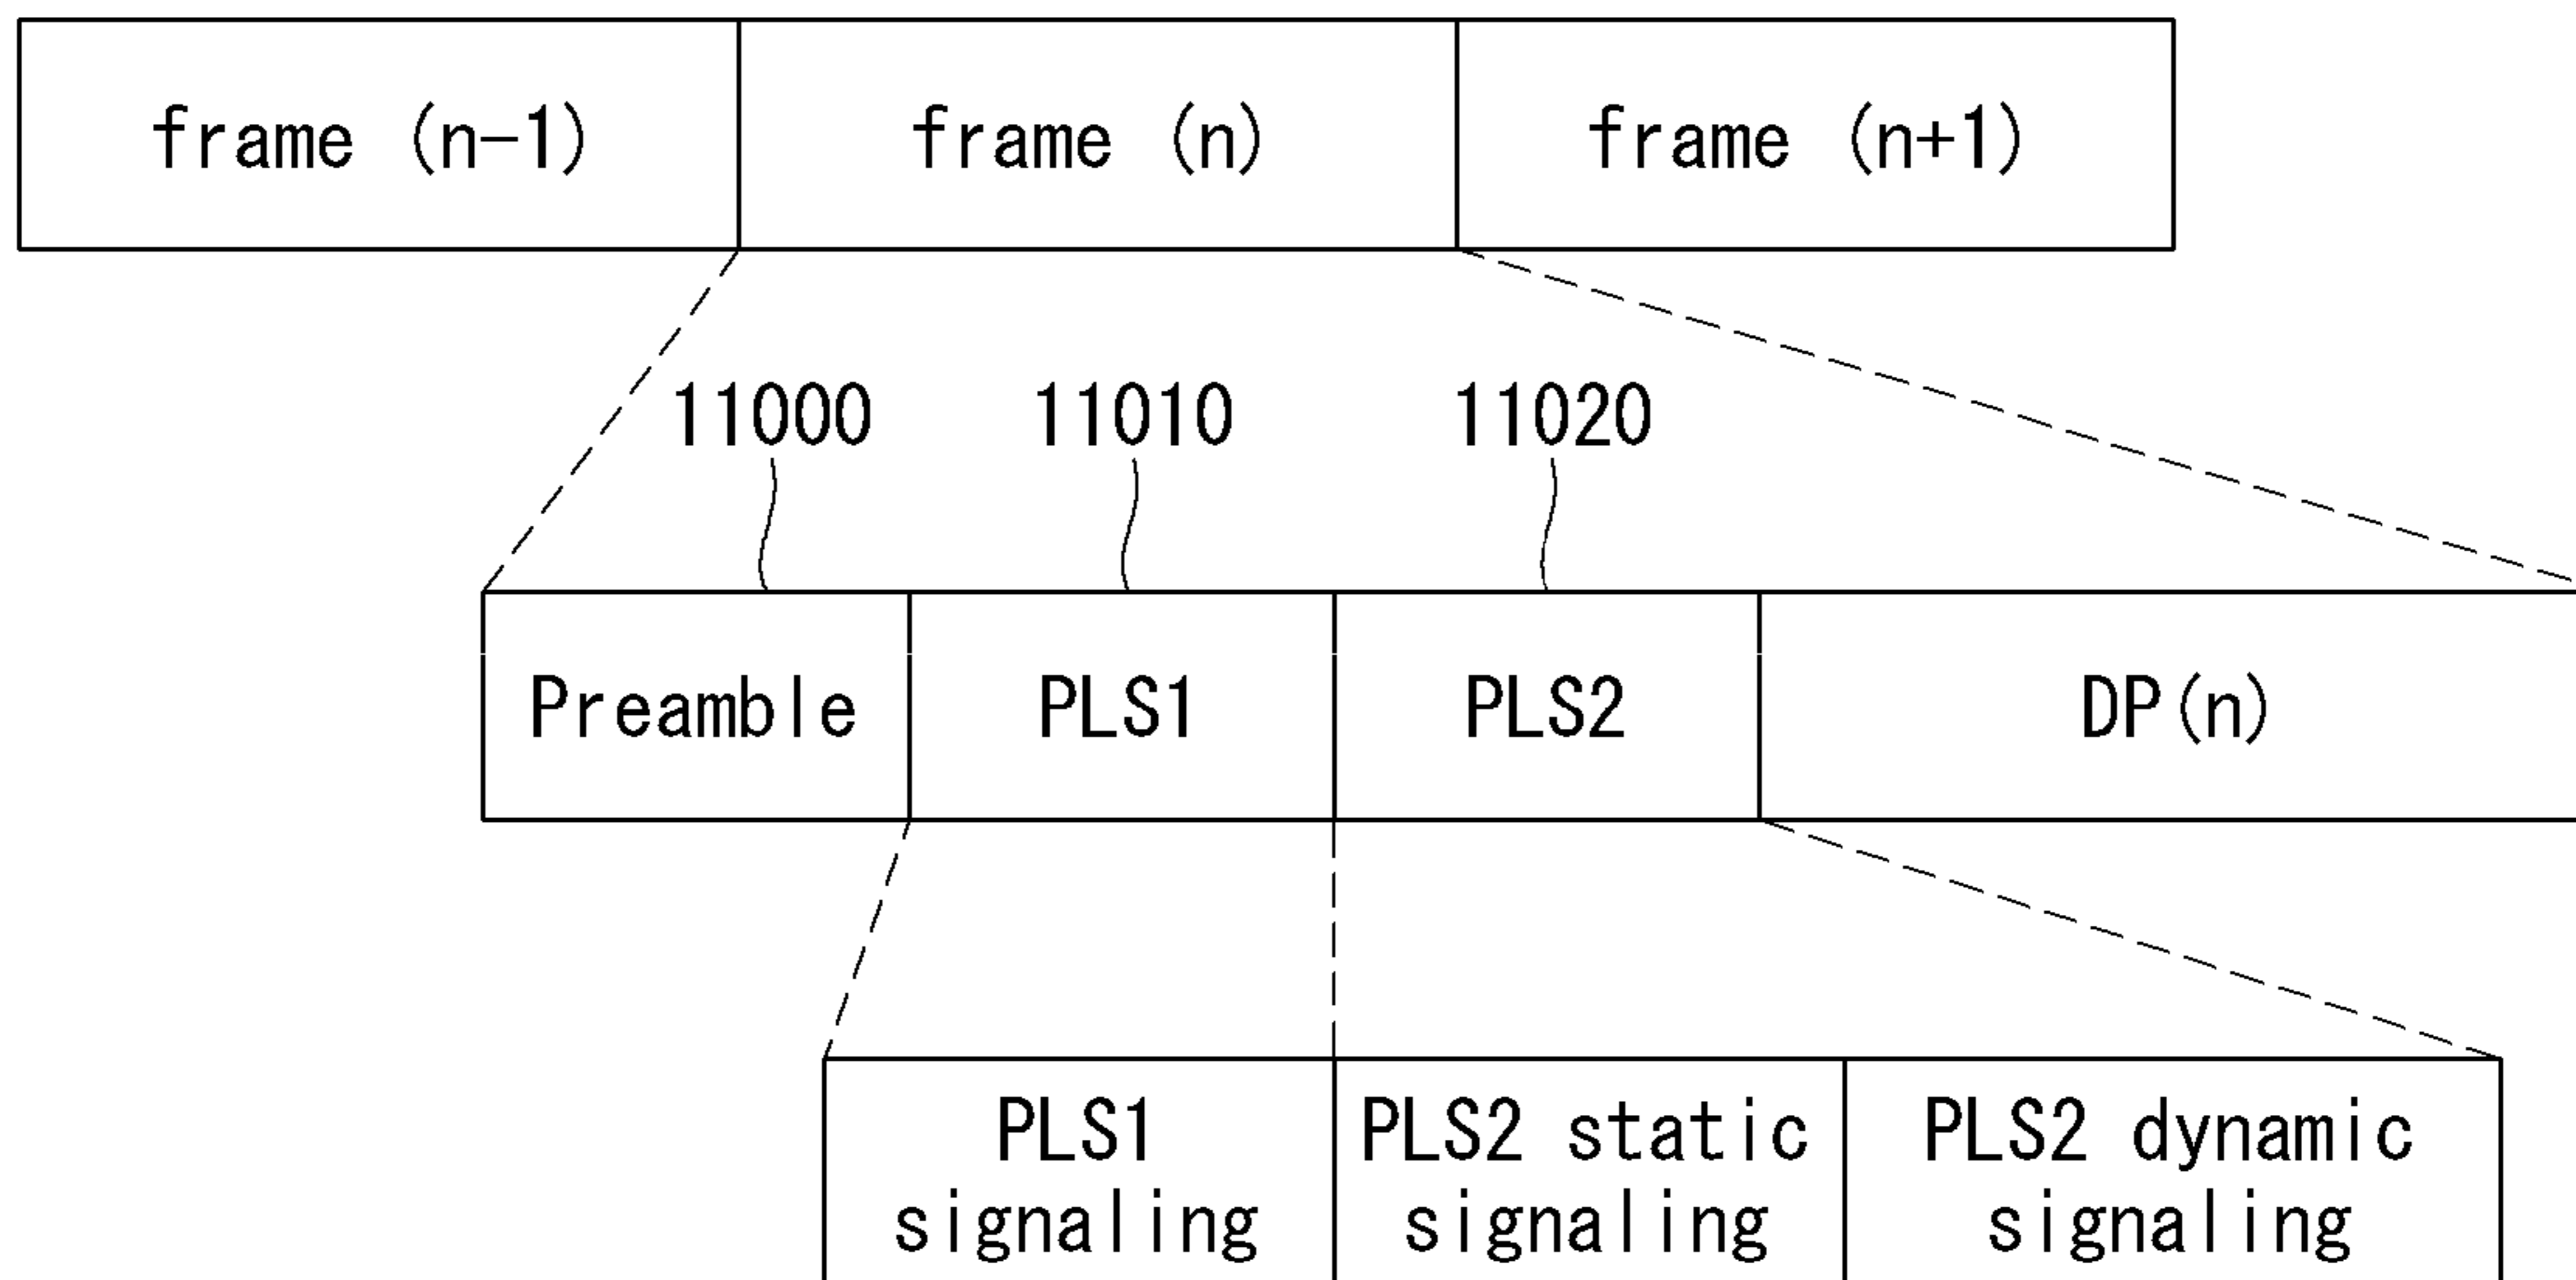 frame (n-1) frame (n) frame (n+1)
11000 11010 11020
Preamble PLS1 PLS2 DP(n)
PLS1 signaling
PLS2 static signaling
PLS2 dynamic signaling